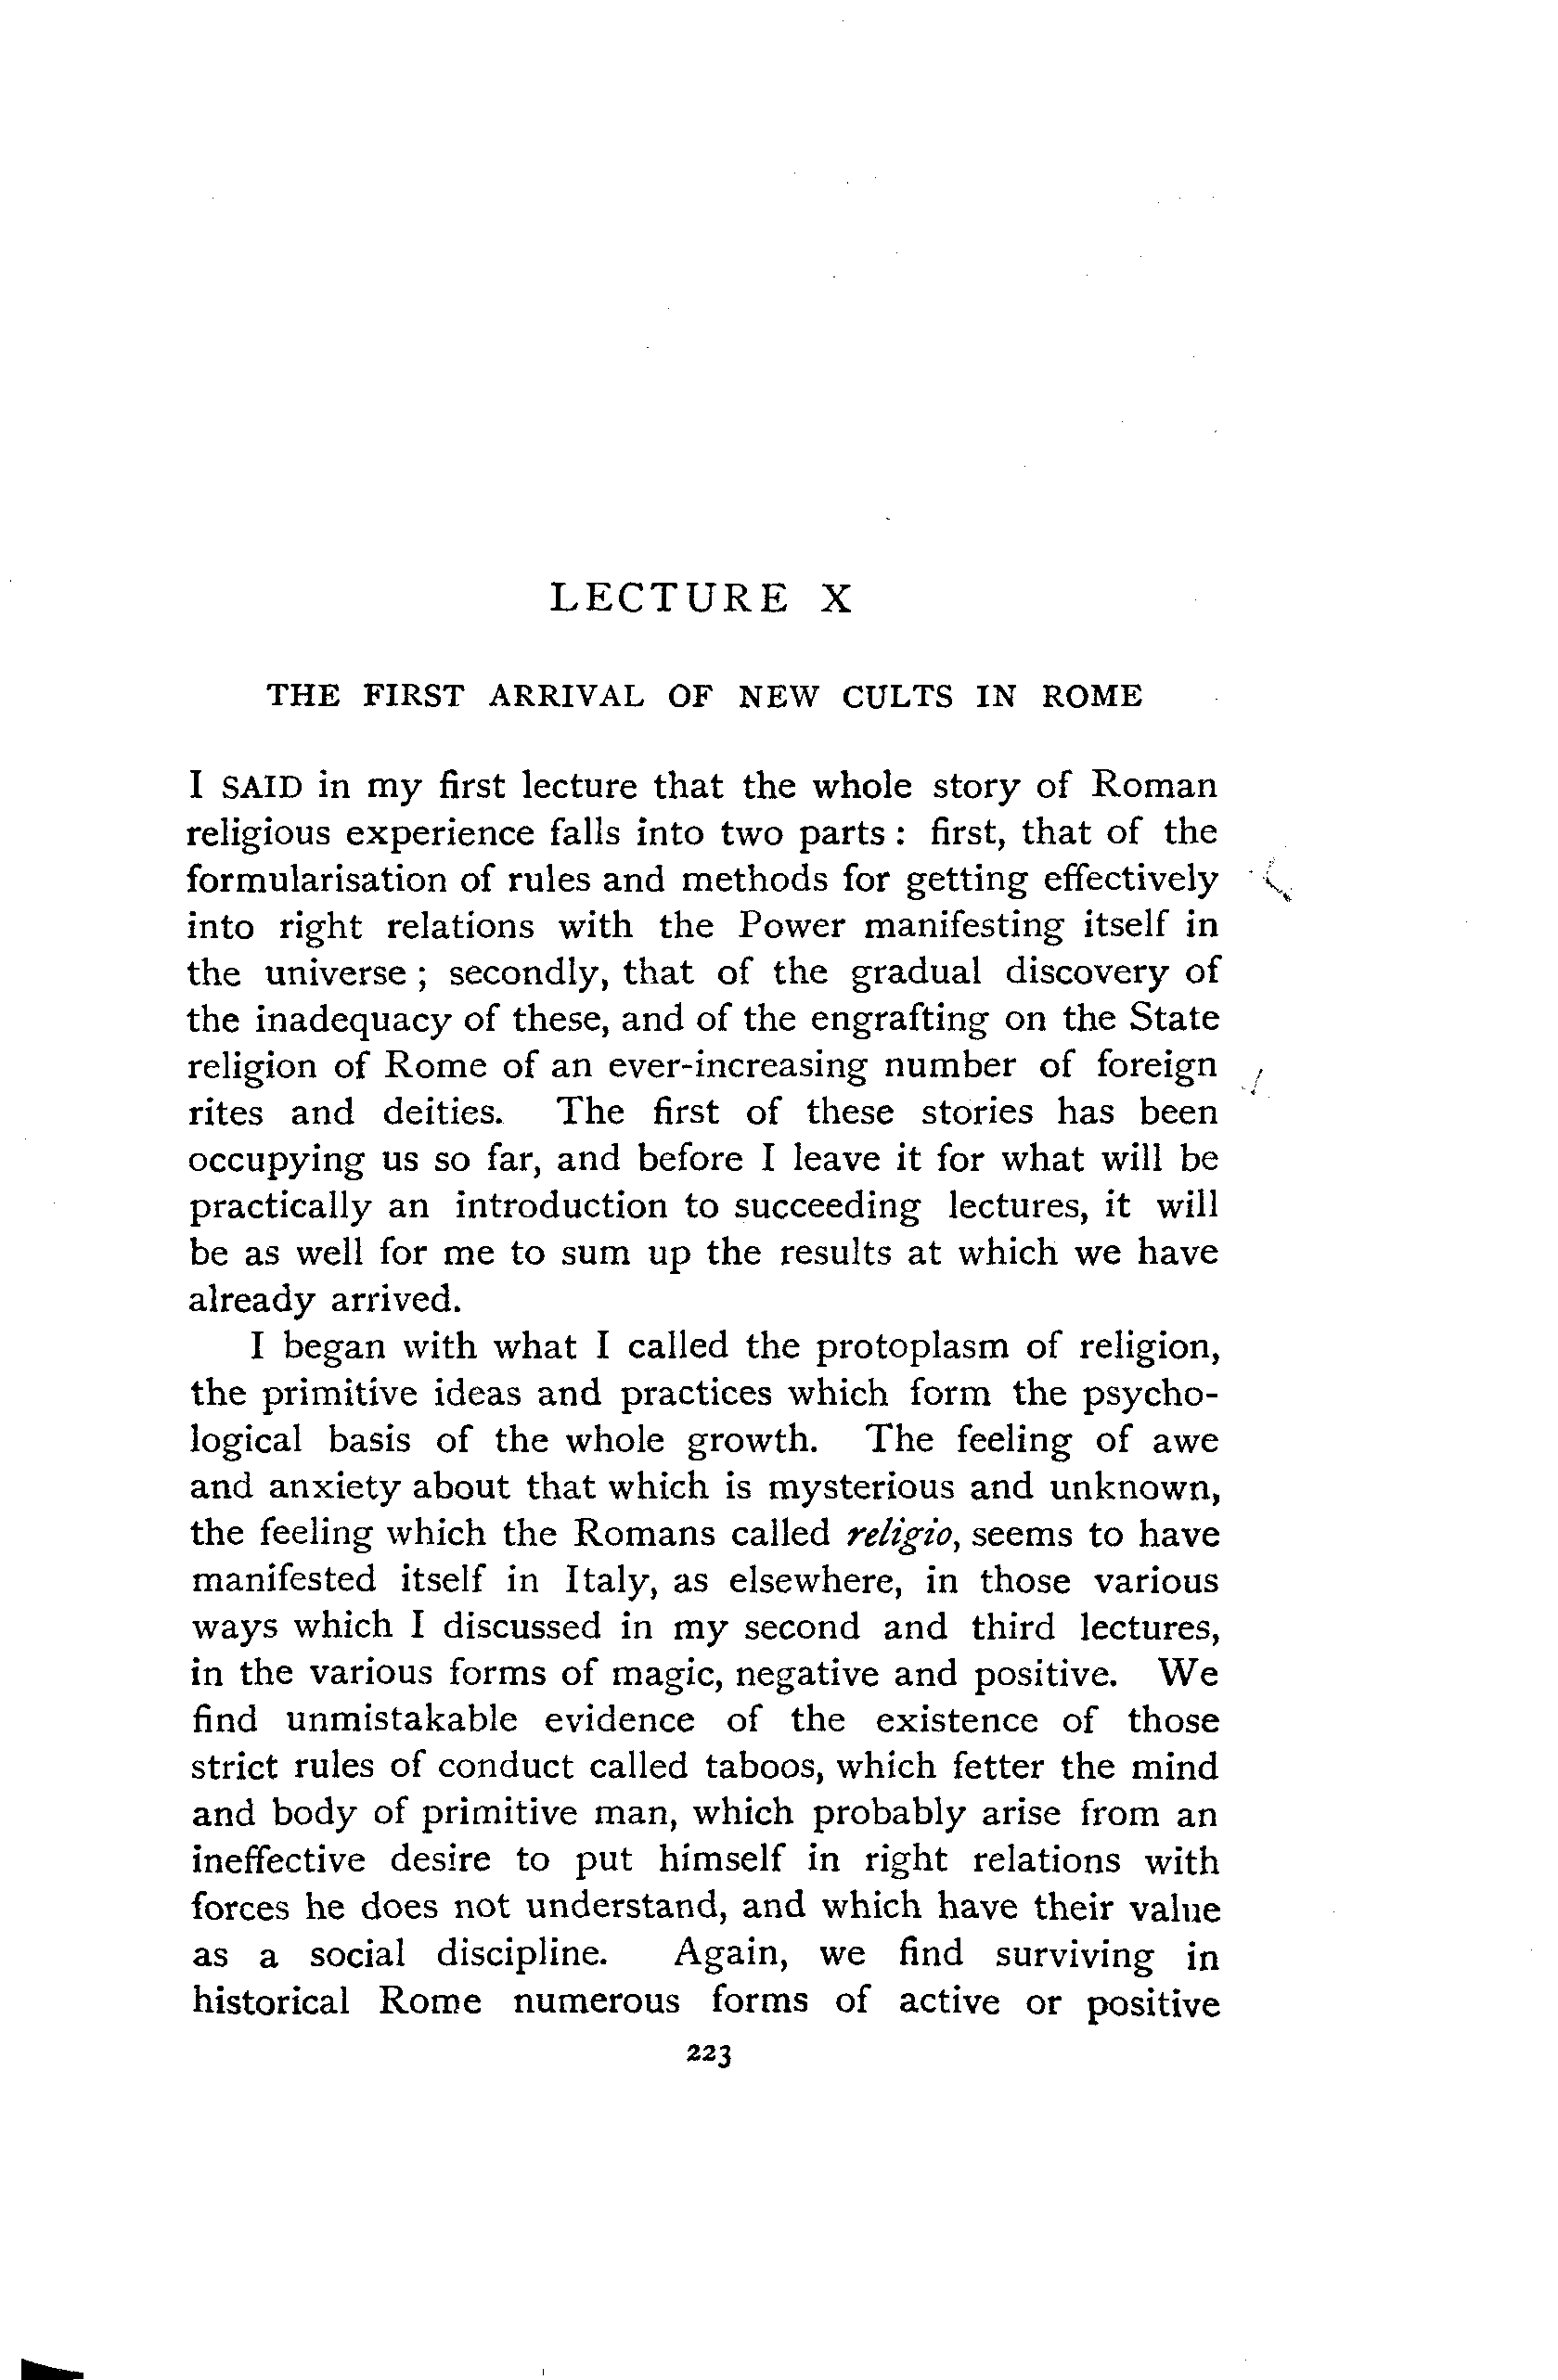 LECTURE X
THE FIRST ARRIVAL OF NEW CULTS IN ROME
I SAID in my first lecture that the whole story of Roman
religious experience falls into two parts : first, that of the
formularisation of rules and methods for getting effectively
into right relations with the Power manifesting itself in
the universe ; secondly, that of the gradual discovery of
the inadequacy of these, and of the engrafting on the State
religion of Rome of an ever-increasing number of foreign
rites and deities. The first of these stories has been
occupying us so far, and before I leave it for what will be
practically an introduction to succeeding lectures, it will
be as well for me to sum up the results at which we have
already arrived.
I began with what I called the protoplasm of religion,
the primitive ideas and practices which form the psycho-
logical basis of the whole growth. The feeling of awe
and anxiety about that which is mysterious and unknown,
the feeling which the Romans called religio, seems to have
manifested itself in Italy, as elsewhere, in those various
ways which I discussed in my second and third lectures,
in the various forms of magic, negative and positive. We
find unmistakable evidence of the existence of those
strict rules of conduct called taboos, which fetter the mind
and body of primitive man, which probably arise from an
ineffective desire to put himself in right relations with
forces he does not understand, and which have their value
as a social discipline. Again, we find surviving in
historical Rome numerous forms of active or positive
223